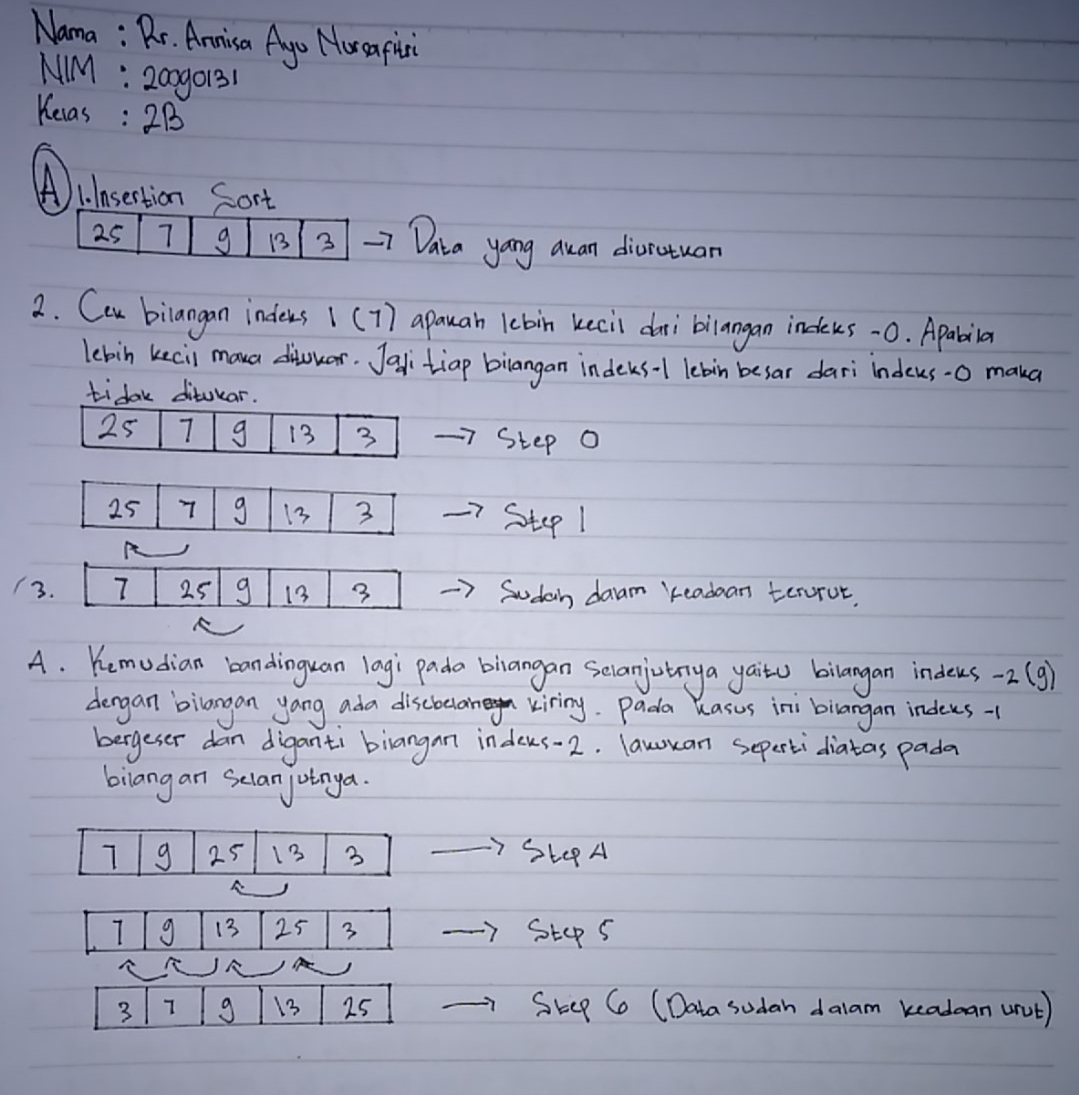 Nama : Rr. Annisa Ayu Nursafitri
NIM : 20090131
Kelas : 2B
A 1. Insertion Sort
25 7 9 13 3 → Data yang akan diurutkan
2. Cek bilangan indeks 1 (7) apakah lebih kecil dari bilangan indeks -0. Apabila
lebih kecil maka ditukar. Jadi tiap bilangan indeks-1 lebih besar dari indeks-0 maka
tidak ditukar.
25 7 9 13 3 → Step 0
25 7 9 13 3 → Step 1
3. 7 25 9 13 3 → Sudah dalam keadaan terurut.
4. Kemudian bandingkan lagi pada bilangan selanjutnya yaitu bilangan indeks -2 (9)
dengan bilangan yang ada disebelah kiriny. Pada kasus ini bilangan indeks -1
bergeser dan diganti bilangan indeks-2. lakukan seperti diatas pada
bilangan selanjutnya.
7 9 25 13 3 → Step 4
7 9 13 25 3 → Step 5
3 7 9 13 25 → Step 6 (Data sudah dalam keadaan urut)